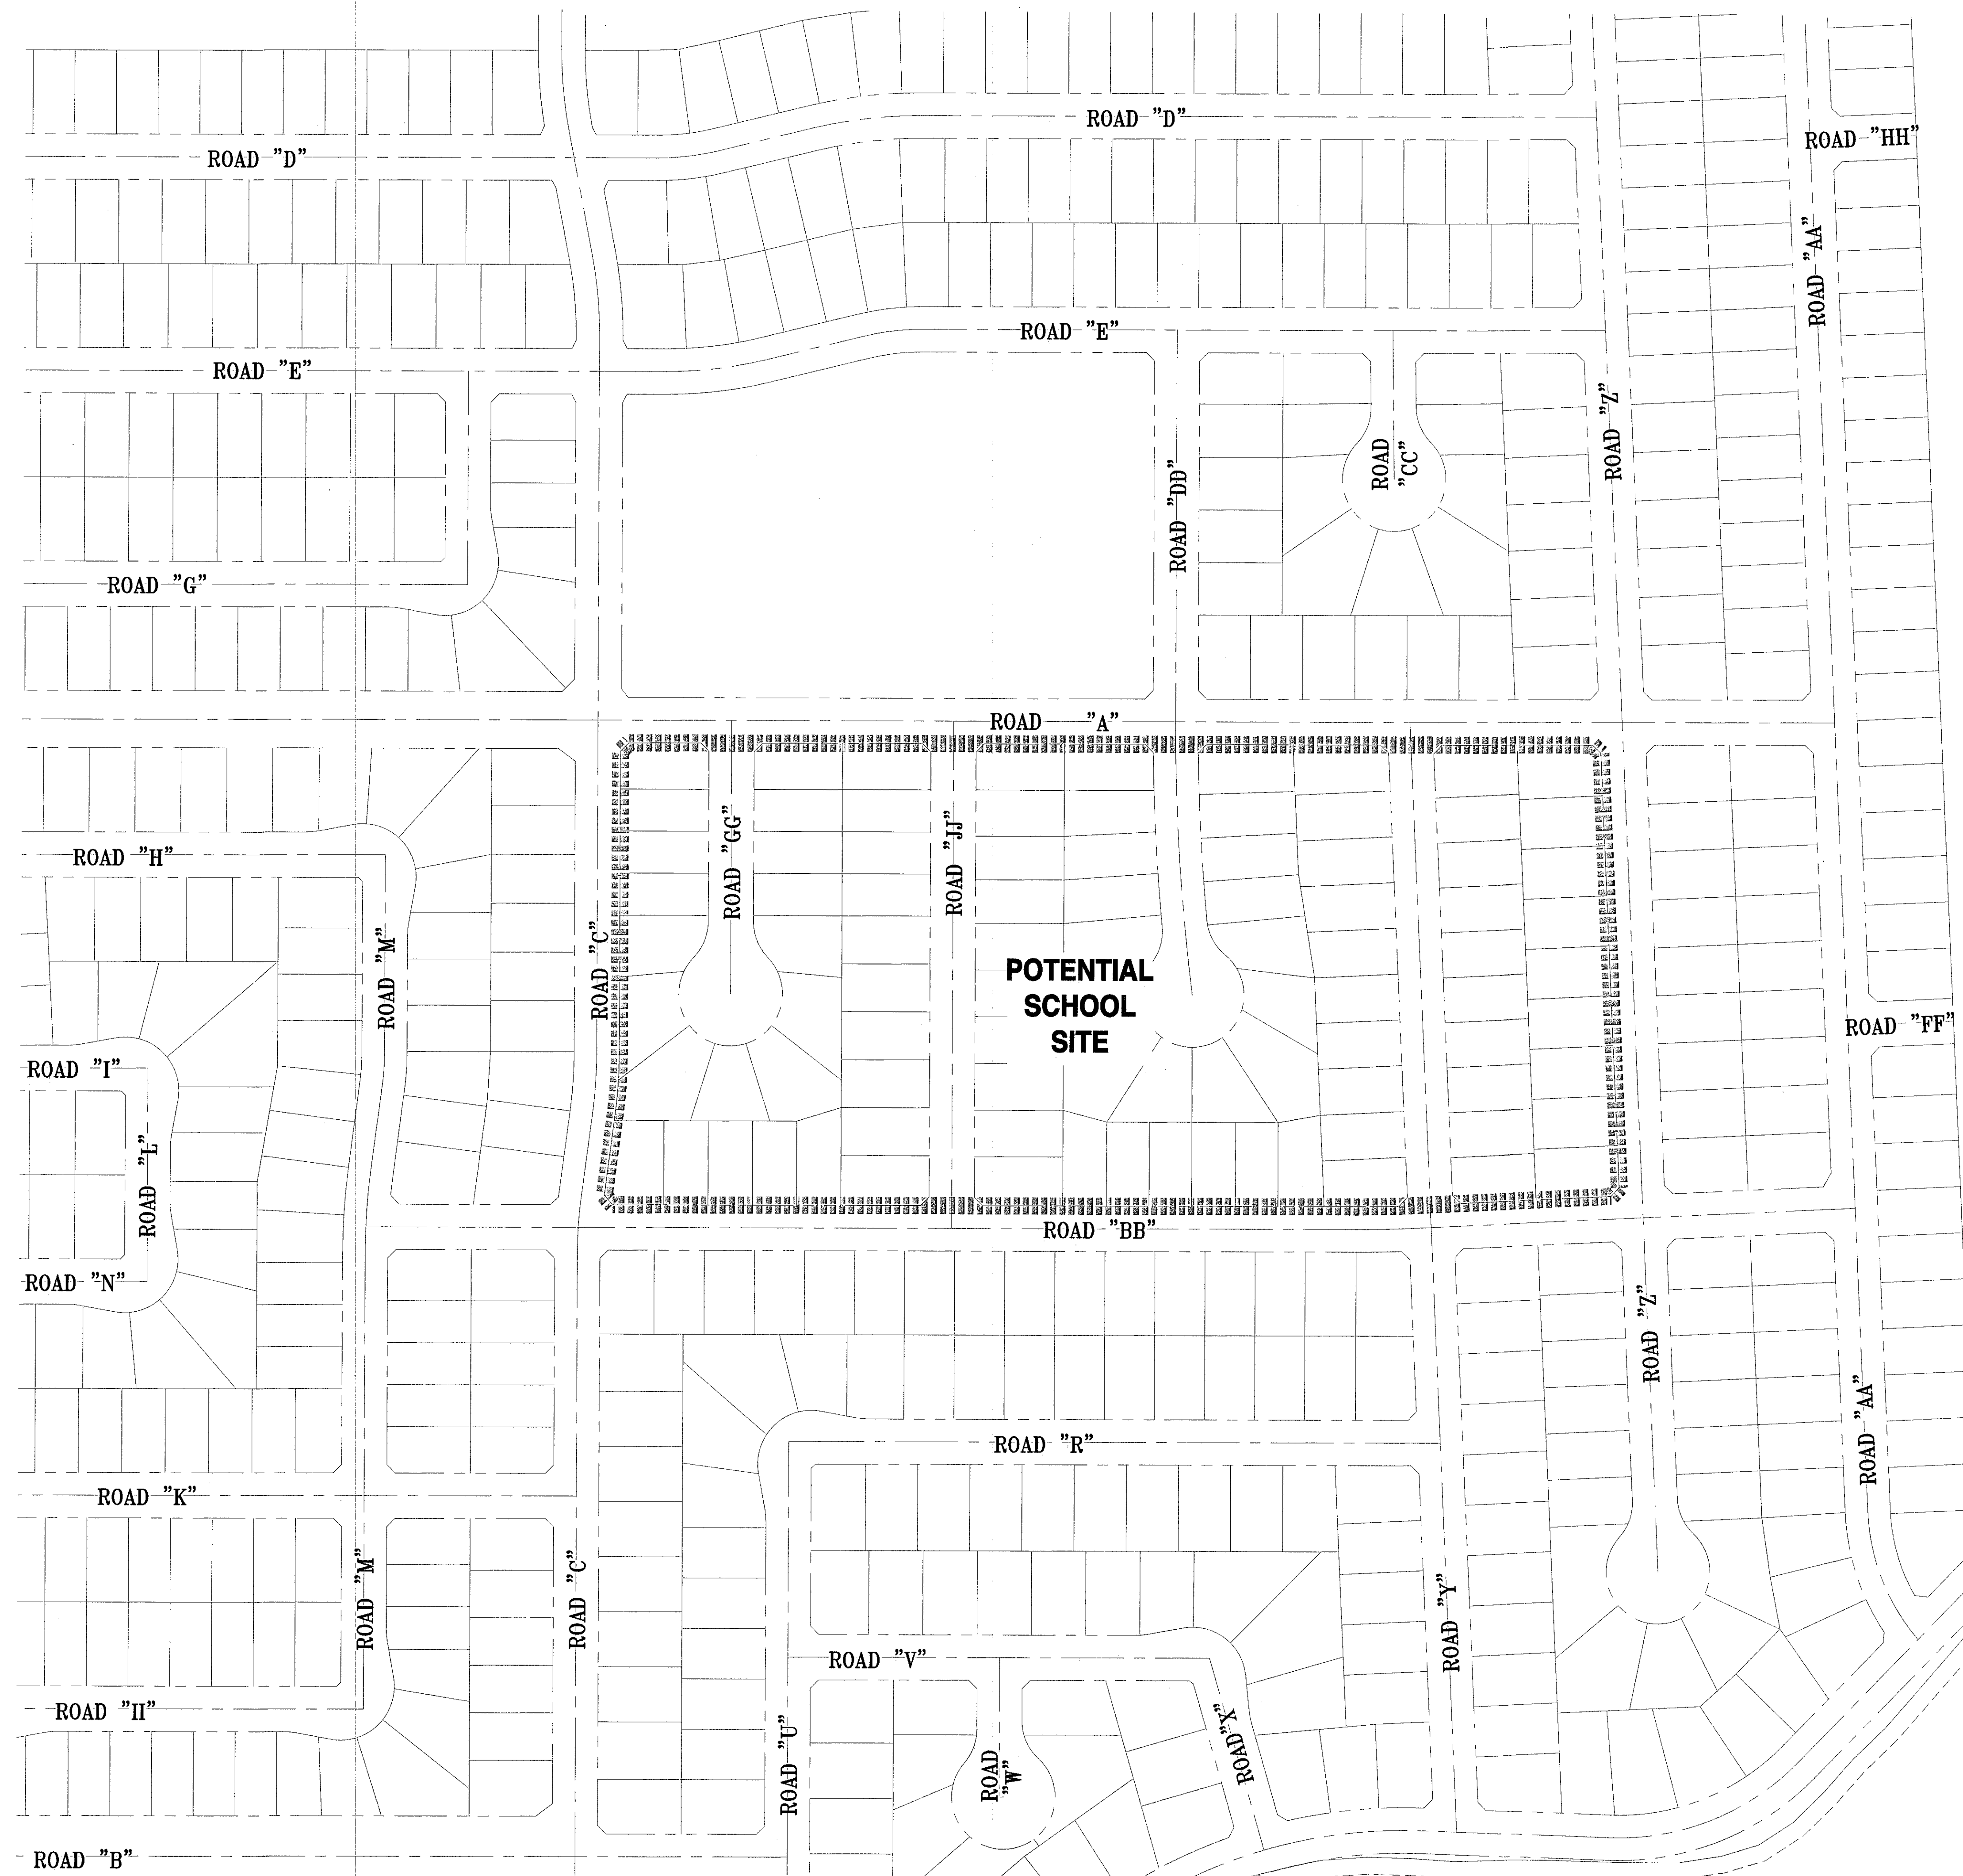 ROAD "D"
ROAD "HH"
ROAD "D"
ROAD "AA"
ROAD "E"
ROAD "E"
ROAD "Z"
ROAD
"CC"
ROAD "DD"
ROAD "G"
ROAD "A"
ROAD "GG"
ROAD "JJ"
ROAD "H"
ROAD "M"
ROAD "C"
POTENTIAL
SCHOOL
SITE
ROAD "FF"
ROAD "I"
ROAD "L"
ROAD "BB"
ROAD "N"
ROAD "Z"
ROAD "AA"
ROAD "R"
ROAD "K"
ROAD "M"
ROAD "C"
ROAD "Y"
ROAD "V"
ROAD "II"
ROAD "U"
ROAD
"W"
ROAD "X"
ROAD "B"